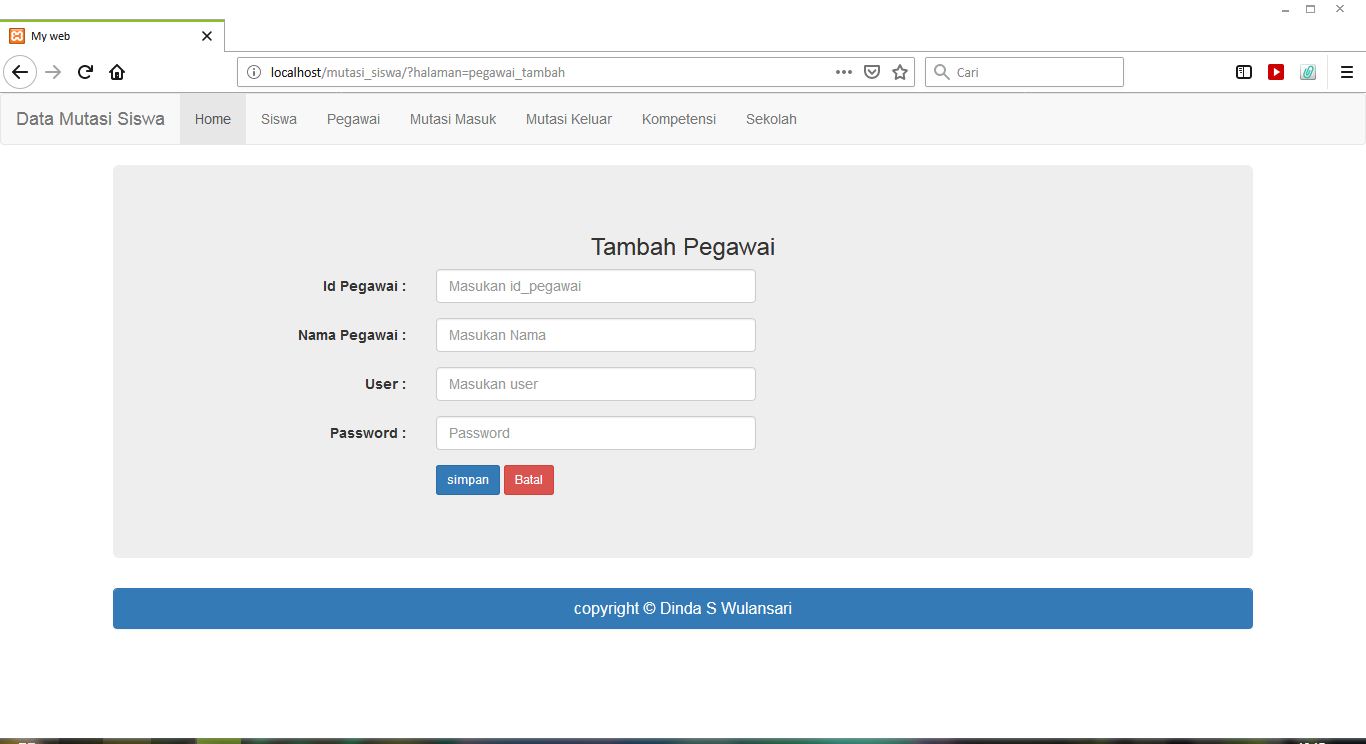 My web
localhost/mutasi_siswa/?halaman=pegawai_tambah
Cari
Data Mutasi Siswa Home Siswa Pegawai Mutasi Masuk Mutasi Keluar Kompetensi Sekolah
Tambah Pegawai
Id Pegawai : Masukan id_pegawai
Nama Pegawai : Masukan Nama
User : Masukan user
Password : Password
simpan Batal
copyright © Dinda S Wulansari